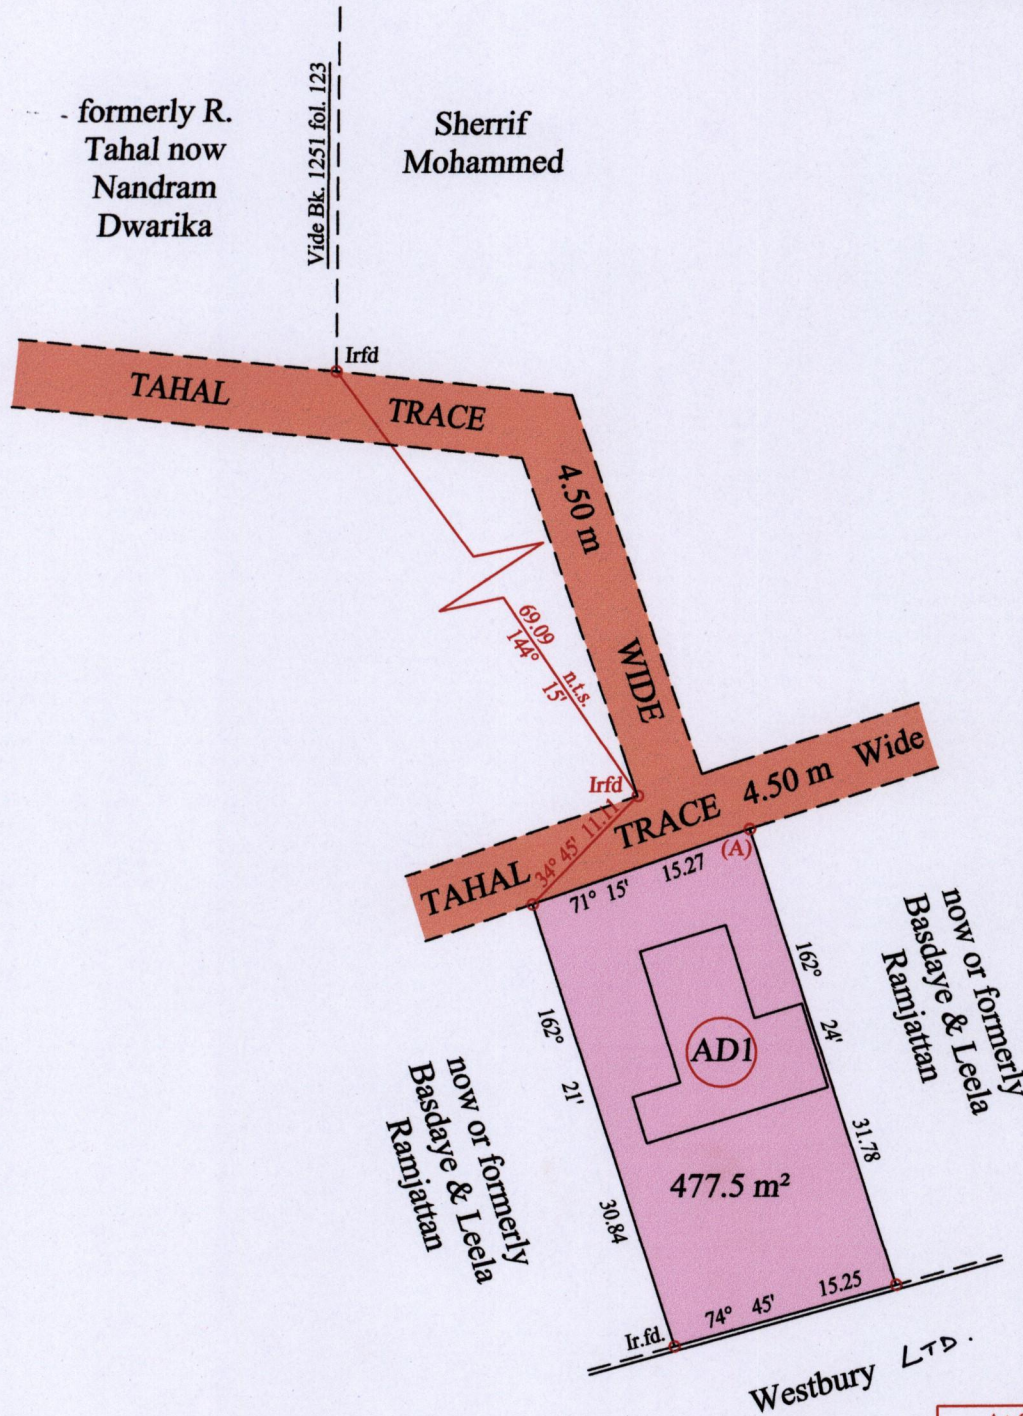 formerly R.
Tahal now
Nandram
Dwarika
Vide Bk. 1251 fol. 123
Sherrif
Mohammed
Irfd
TAHAL TRACE
4.50 m WIDE
69.09
144° 15'
n.t.s.
Irfd
34° 45' 11.11
TAHAL TRACE 4.50 m Wide
(A)
71° 15' 15.27
162° 24' 31.78
162° 21' 30.84
AD1
477.5 m²
now or formerly
Basdaye & Leela
Ramjattan
now or formerly
Basdaye & Leela
Ramjattan
Ir.fd.
74° 45' 15.25
Westbury LTD.